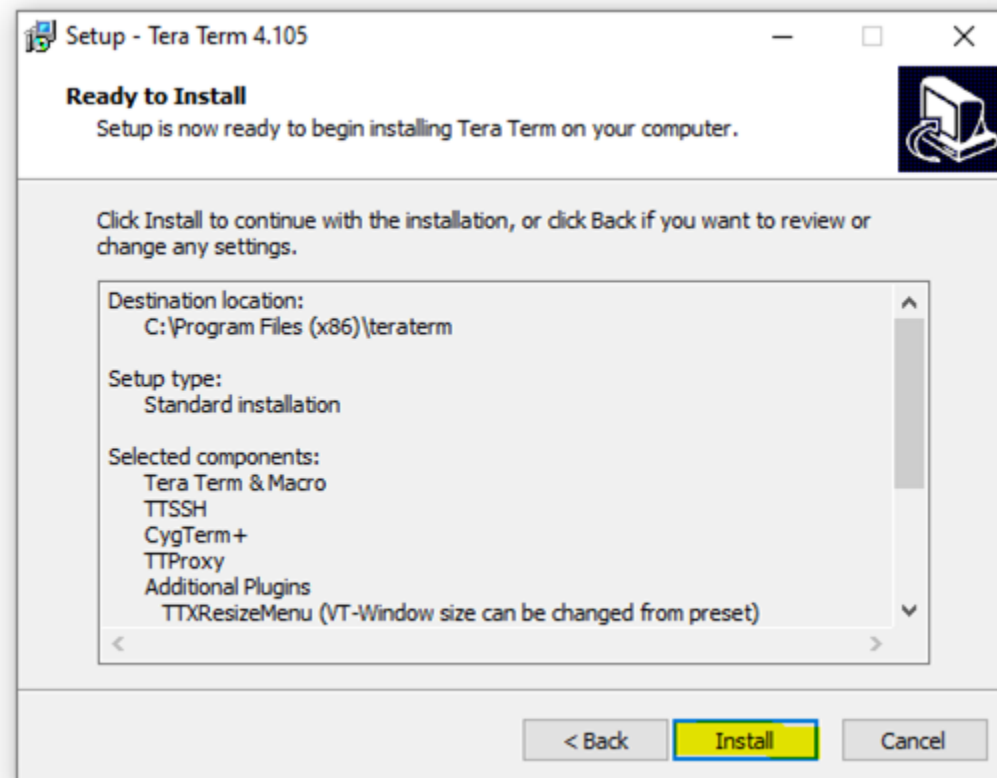 Setup - Tera Term 4.105
Ready to Install
Setup is now ready to begin installing Tera Term on your computer.
Click Install to continue with the installation, or click Back if you want to review or
change any settings.
Destination location:
C:\Program Files (x86)\teraterm
Setup type:
Standard installation
Selected components:
Tera Term & Macro
TTSSH
CygTerm+
TTProxy
Additional Plugins
TTXResizeMenu (VT-Window size can be changed from preset)
< Back Install Cancel